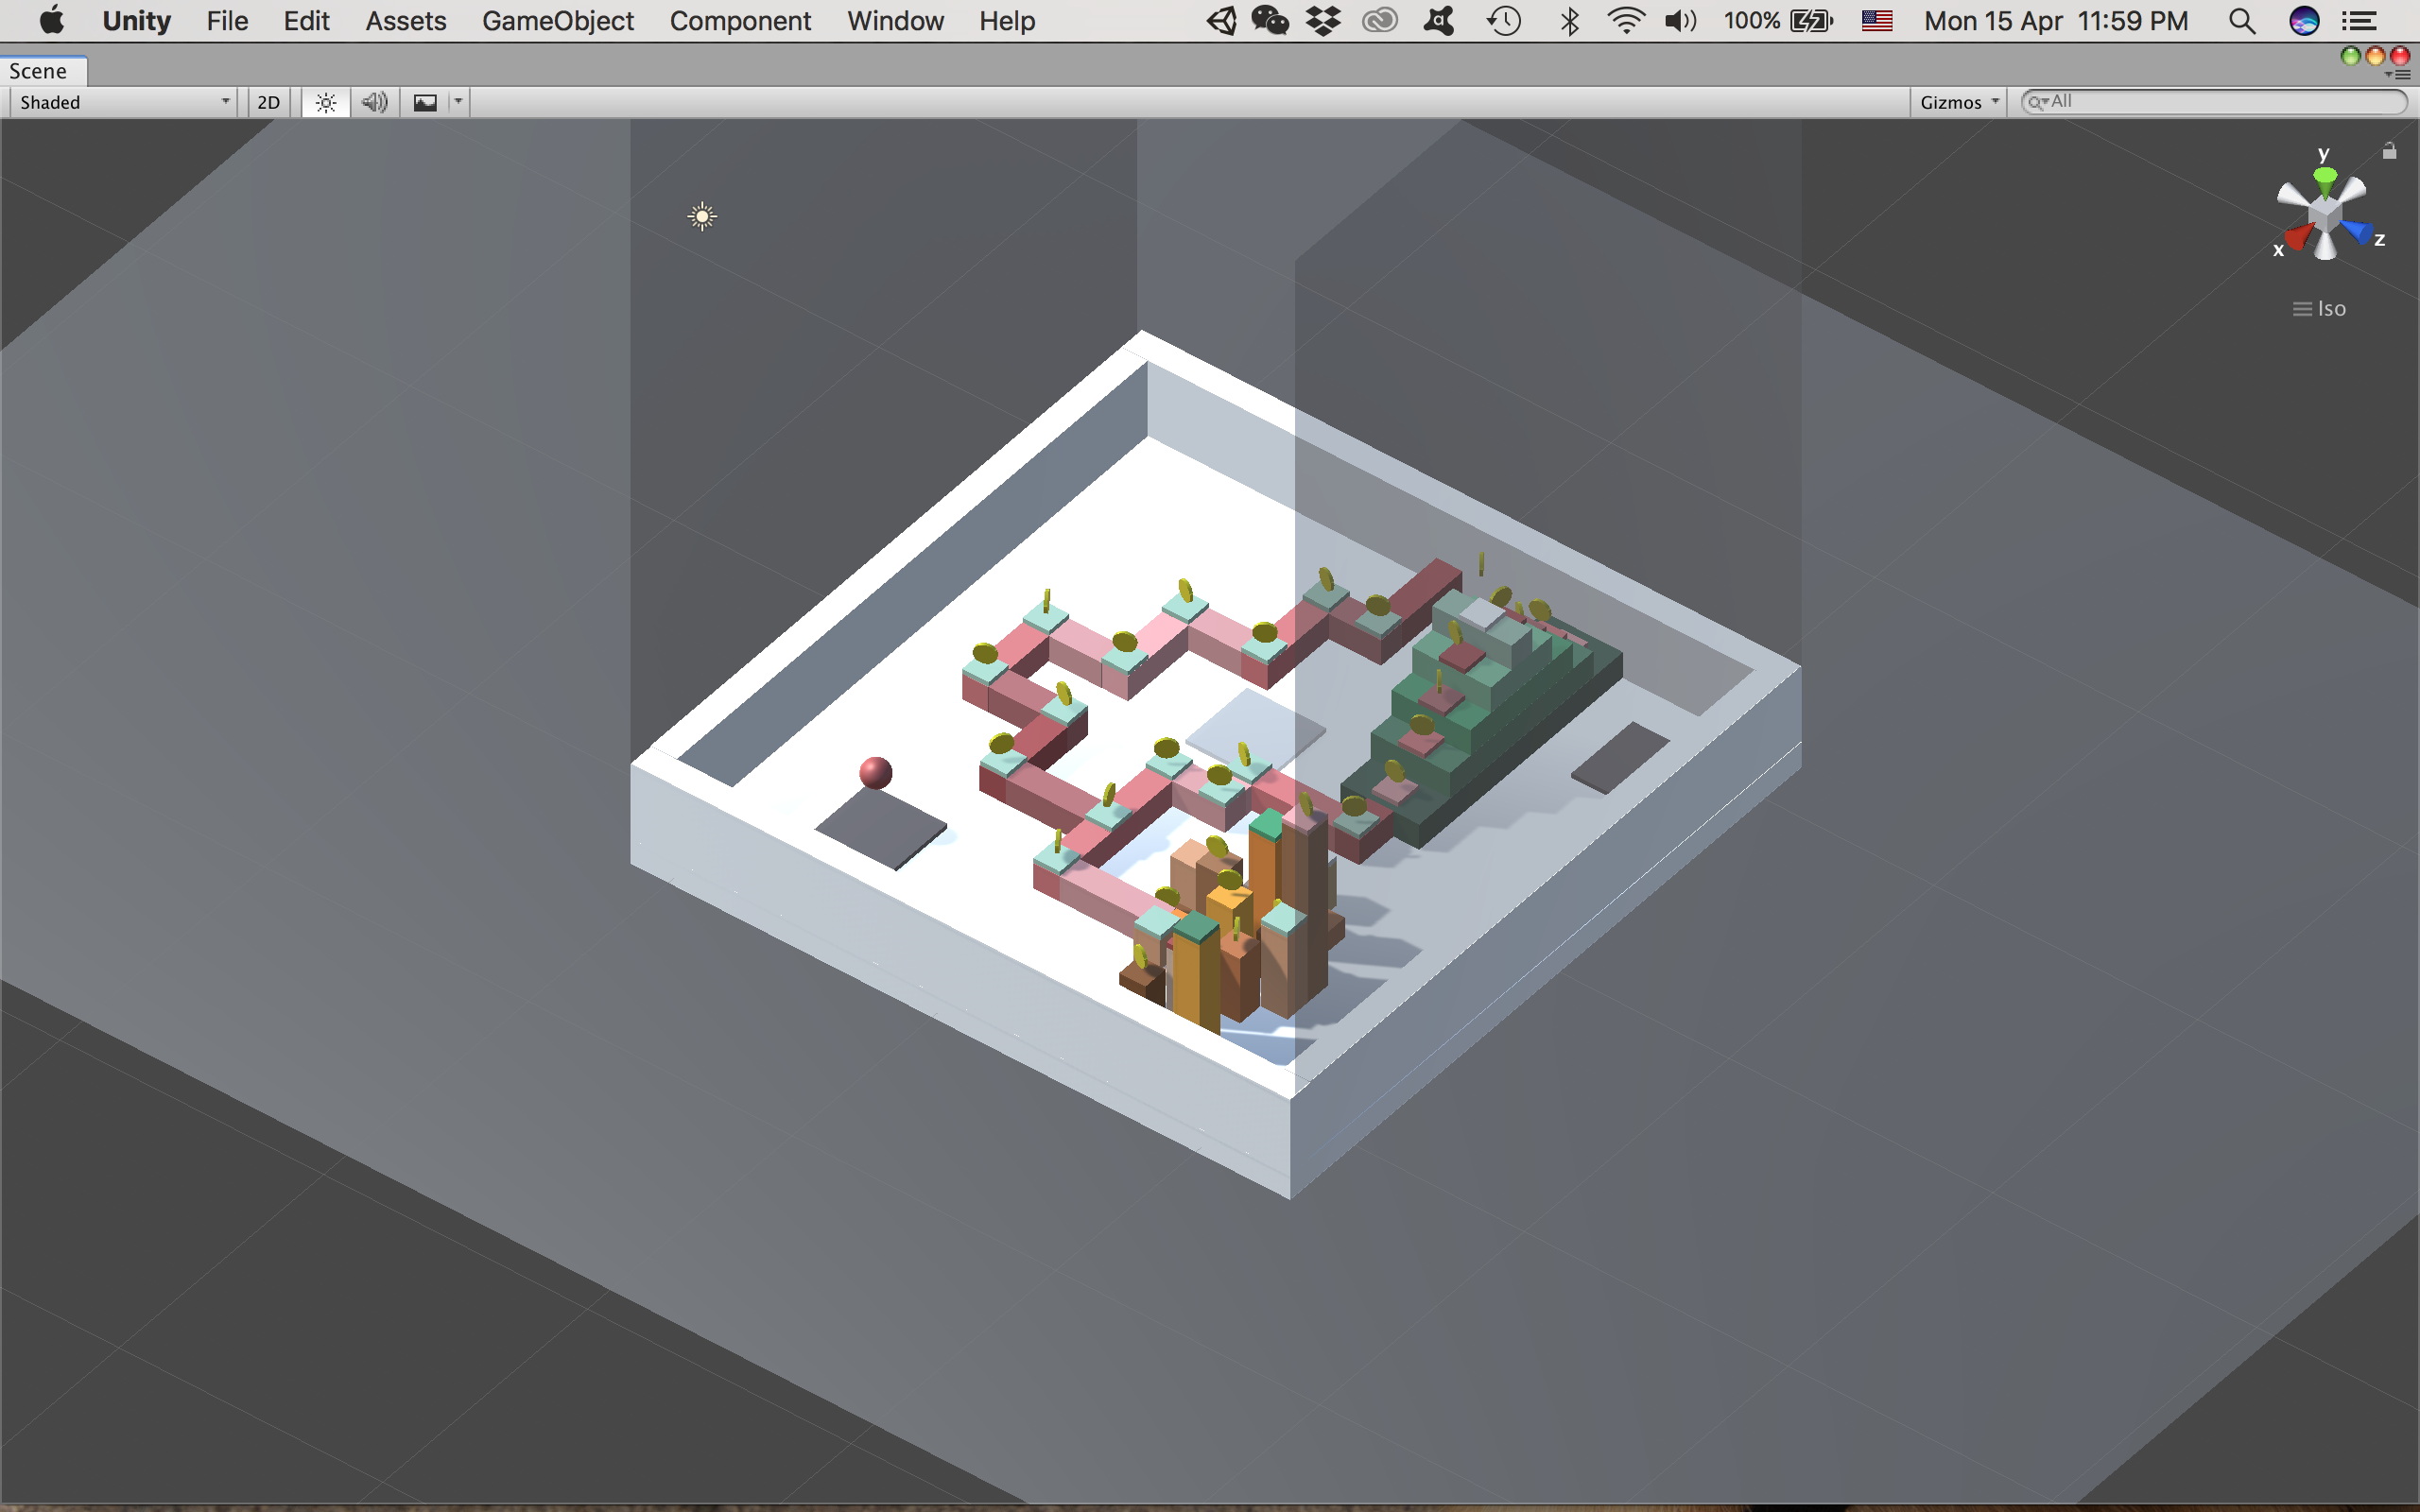 Unity File Edit Assets GameObject Component Window Help 100% Mon 15 Apr 11:59 PM
Scene
Shaded 2D Gizmos All
y
x z
Iso